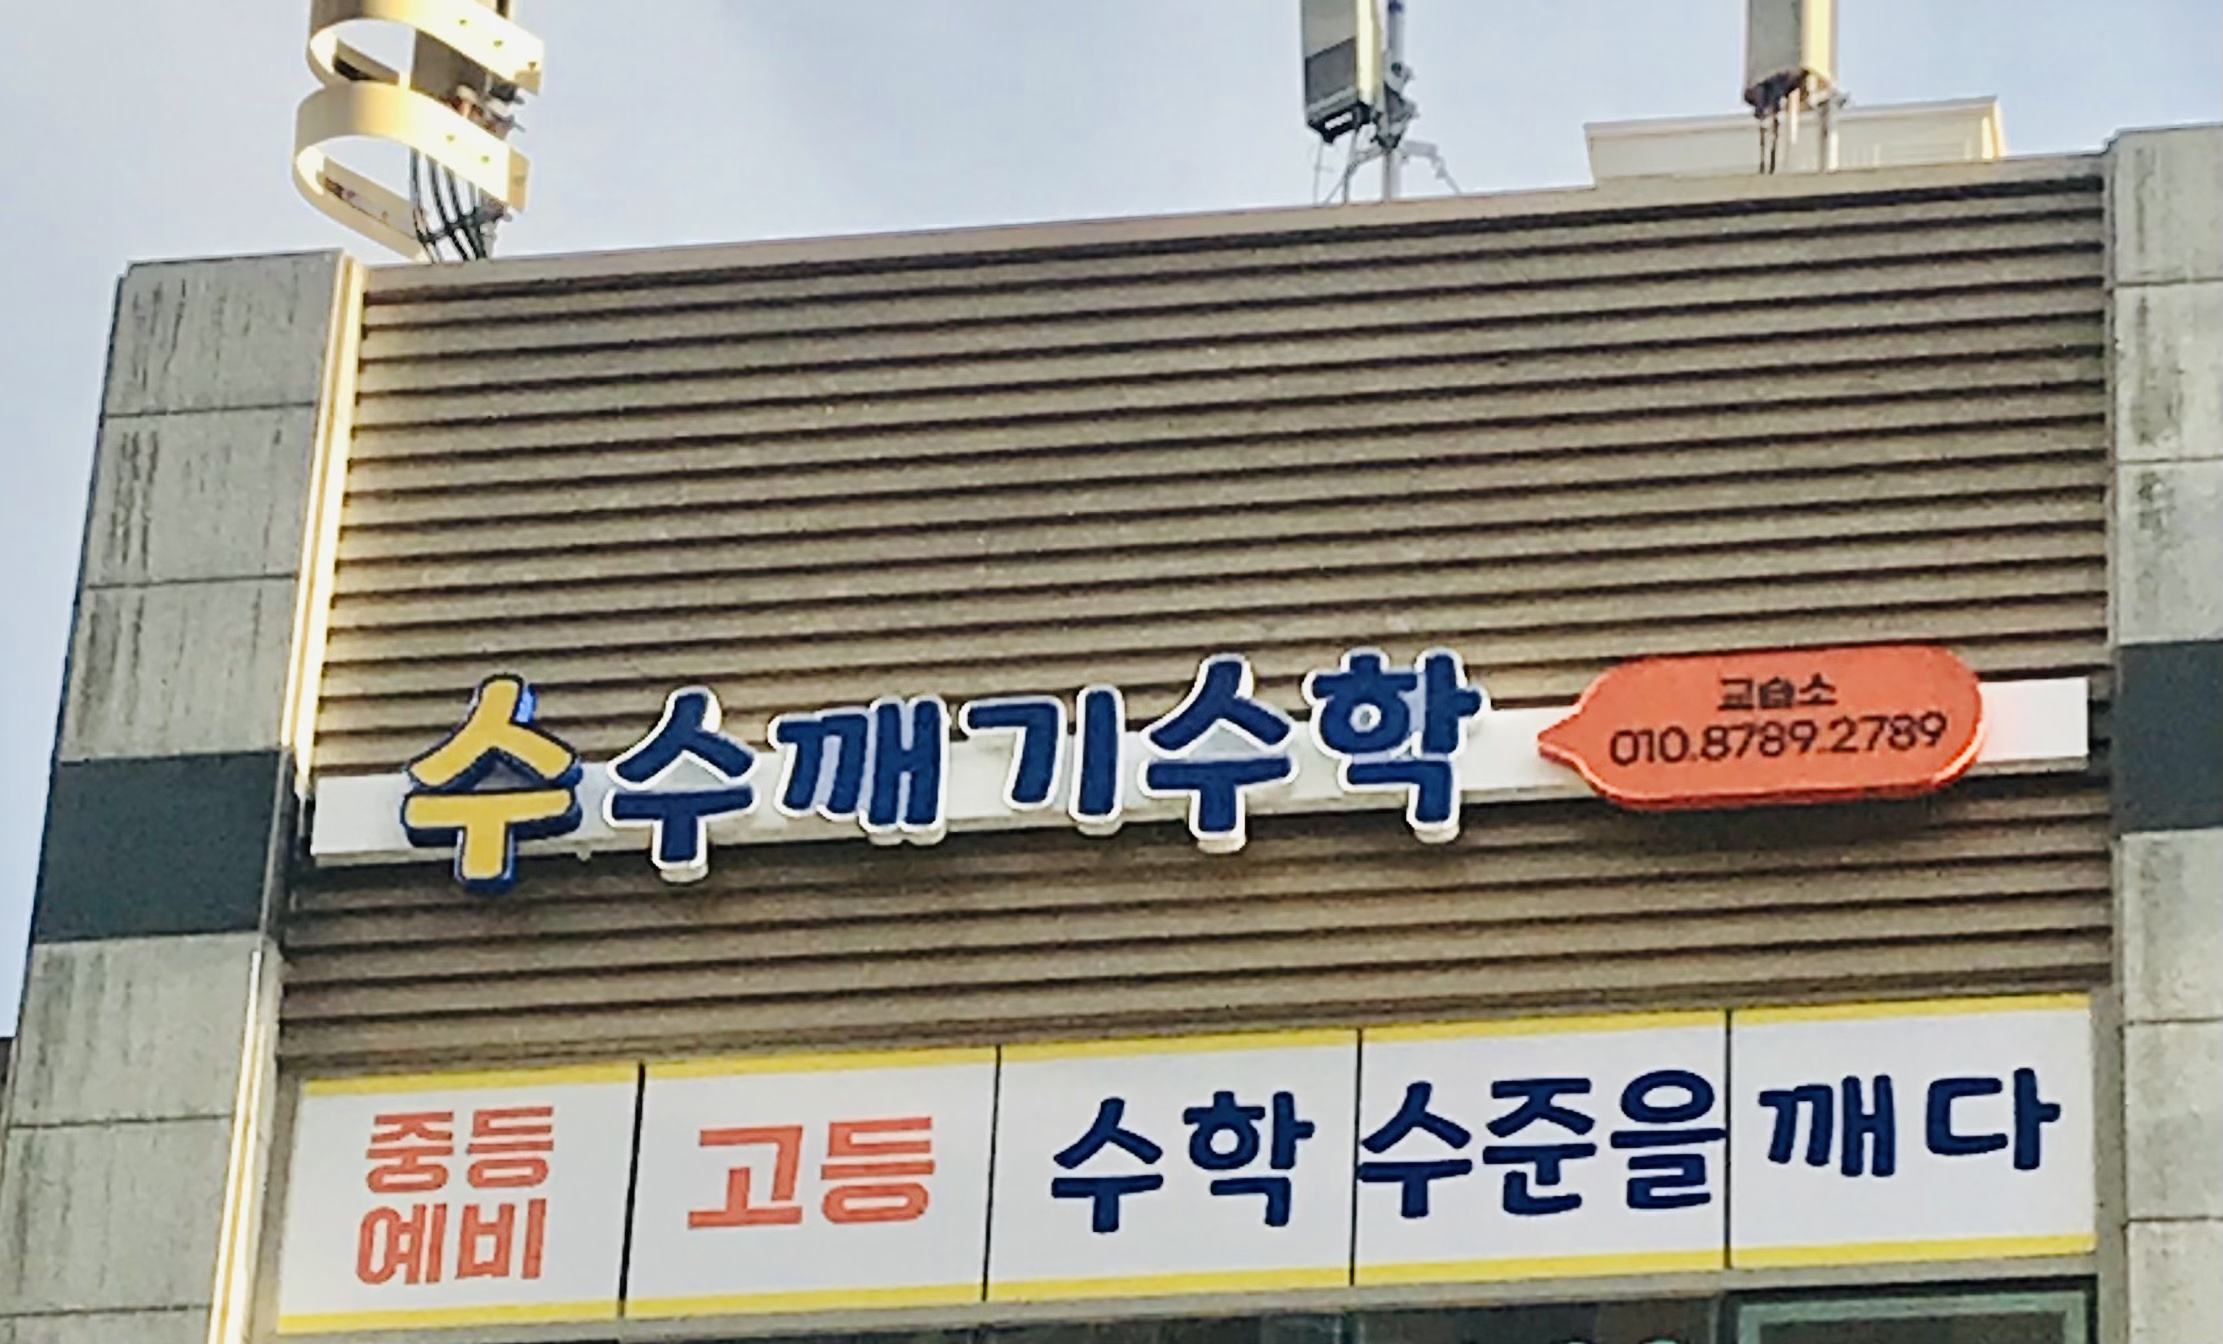 수 수깨기수학
교습소
010.8789.2789
중등
예비
고등
수학 수준을 깨다